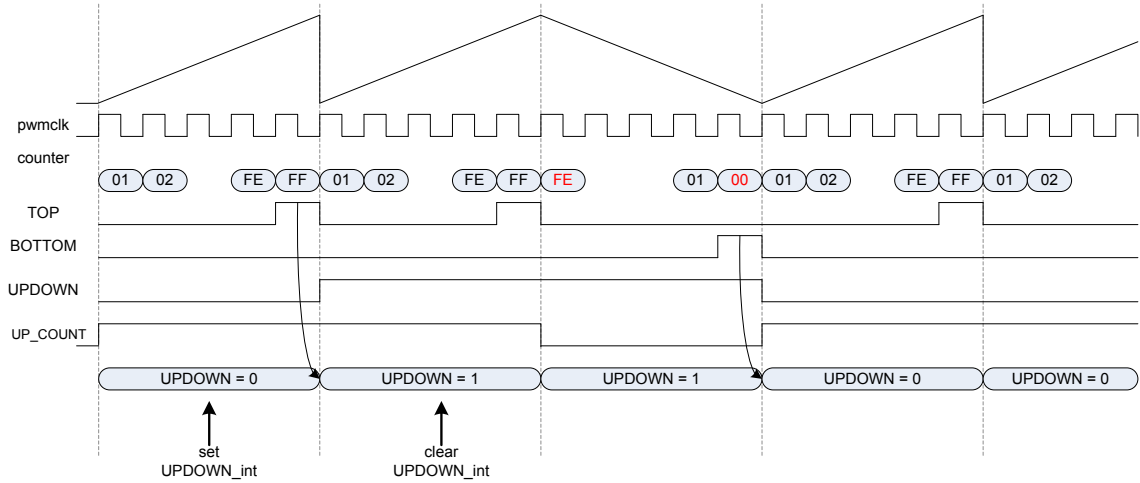 pwmclk
counter
01 02 FE FF 01 02 FE FF FE 01 00 01 02 FE FF 01 02
TOP
BOTTOM
UPDOWN
UP_COUNT
UPDOWN = 0 UPDOWN = 1 UPDOWN = 1 UPDOWN = 0 UPDOWN = 0
set clear
UPDOWN_int UPDOWN_int